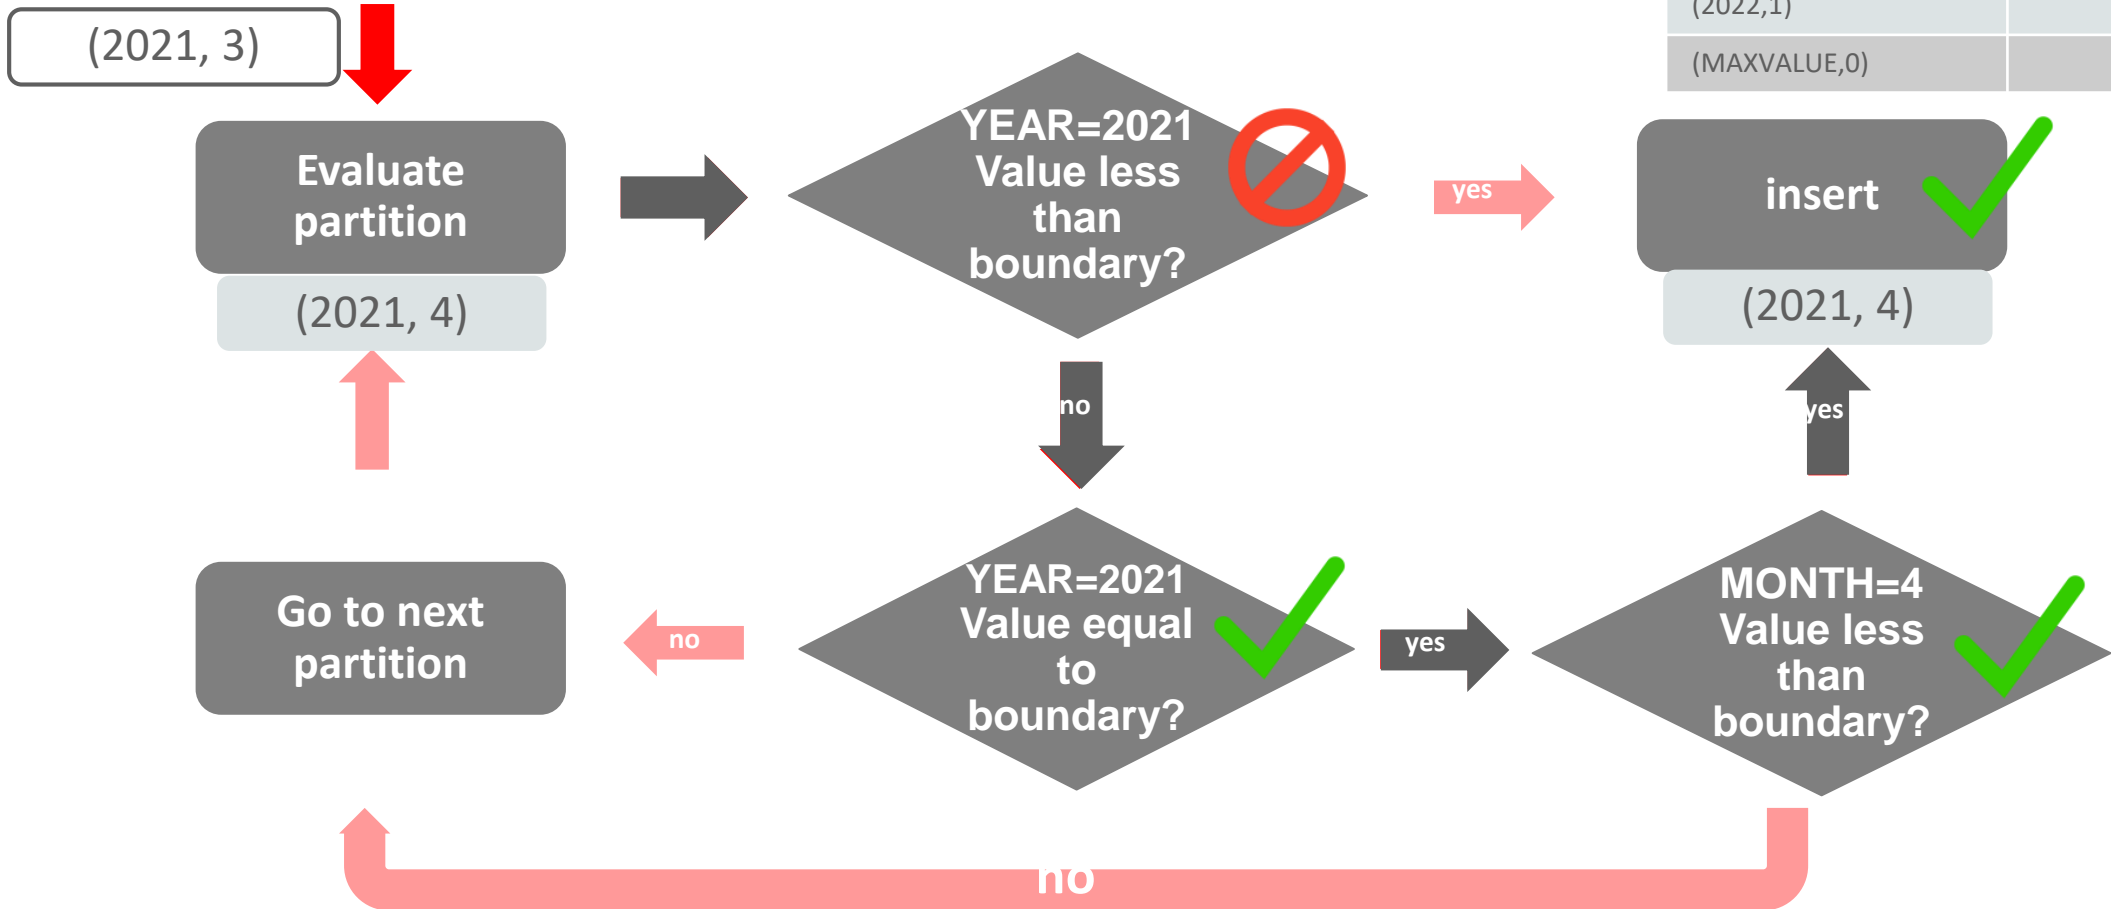 (2021, 3)
(2022,1)
(MAXVALUE,0)
Evaluate
partition
(2021, 4)
YEAR=2021
Value less
than
boundary?
yes
insert
(2021, 4)
no
yes
Go to next
partition
no
YEAR=2021
Value equal
to
boundary?
yes
MONTH=4
Value less
than
boundary?
no